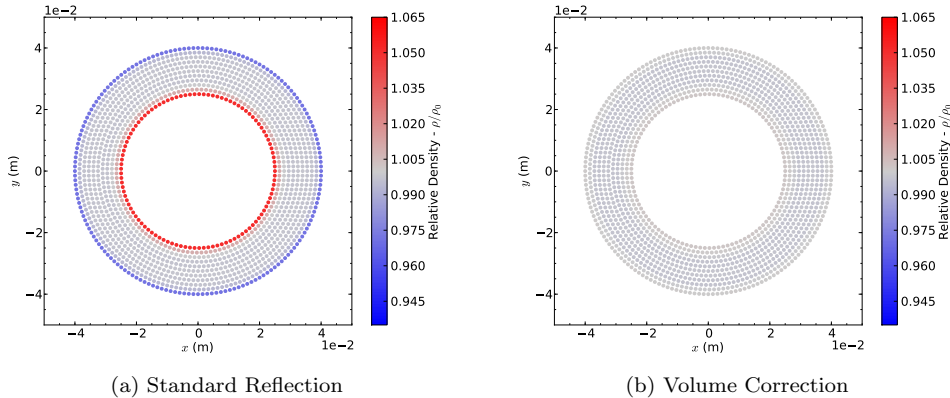 1e−2
4
2
0
−2
−4
y (m)
−4 −2 0 2 4
x (m)
1e−2
1.065
1.050
1.035
1.020
1.005
0.990
0.975
0.960
0.945
Relative Density - ρ/ρ0
(a) Standard Reflection
1e−2
4
2
0
−2
−4
y (m)
−4 −2 0 2 4
x (m)
1e−2
1.065
1.050
1.035
1.020
1.005
0.990
0.975
0.960
0.945
Relative Density - ρ/ρ0
(b) Volume Correction